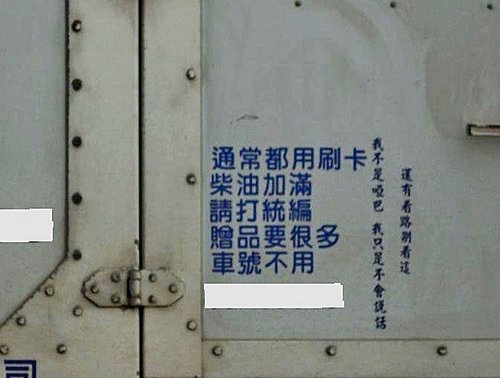 通常都用刷卡
柴油加滿
請打統編
贈品要很多
車號不用
我不是啞巴 我只是不會說話
還有看路別看這
司